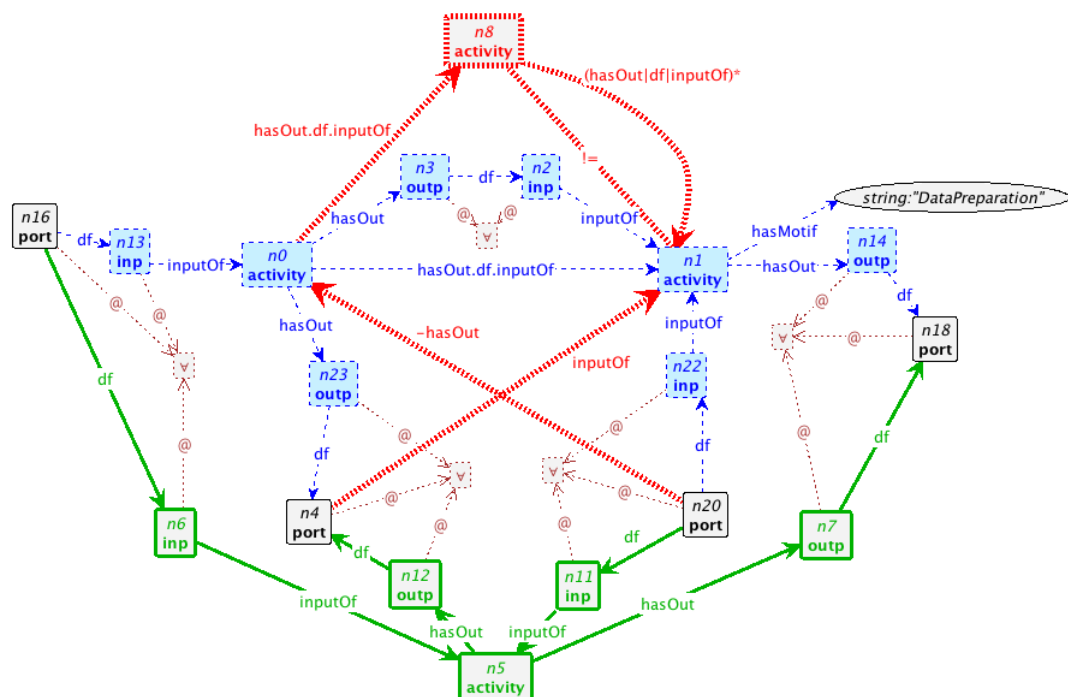 n8
activity
(hasOut|df|inputOf)*
hasOut.df.inputOf
!=
n3
outp
df
n2
inp
string:"DataPreparation"
n16
port
hasOut
@
@
∀
inputOf
hasMotif
df
n13
inp
inputOf
n0
activity
hasOut.df.inputOf
n1
activity
hasOut
n14
outp
@
@
hasOut
-hasOut
inputOf
@
df
n18
port
∀
@
∀
df
n23
outp
inputOf
n22
inp
@
@
@
df
@
df
df
∀
∀
@
@
@
n4
port
n20
port
n6
inp
@
@
n7
outp
df
n12
outp
df
n11
inp
inputOf
hasOut
inputOf
hasOut
n5
activity